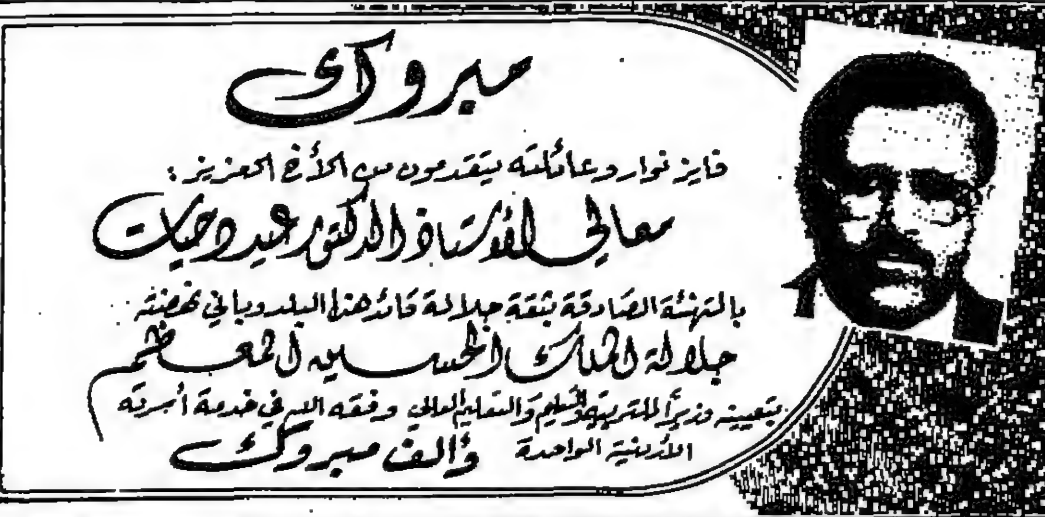 مبروك
فايز نوار وعائلته يتقدمون من الأخ العزيز :
معالي الأستاذ الدكتور عيد دحيات
بالتهنئة الصادقة بثقة جلالة قائد هذا البلد وباني نهضته
جلالة الملك الحسين المعظم
بتعيينه وزيراً للتربية والتعليم والتعليم العالي وفقه الله في خدمة أسرته
الأردنية الواحدة وألف مبروك